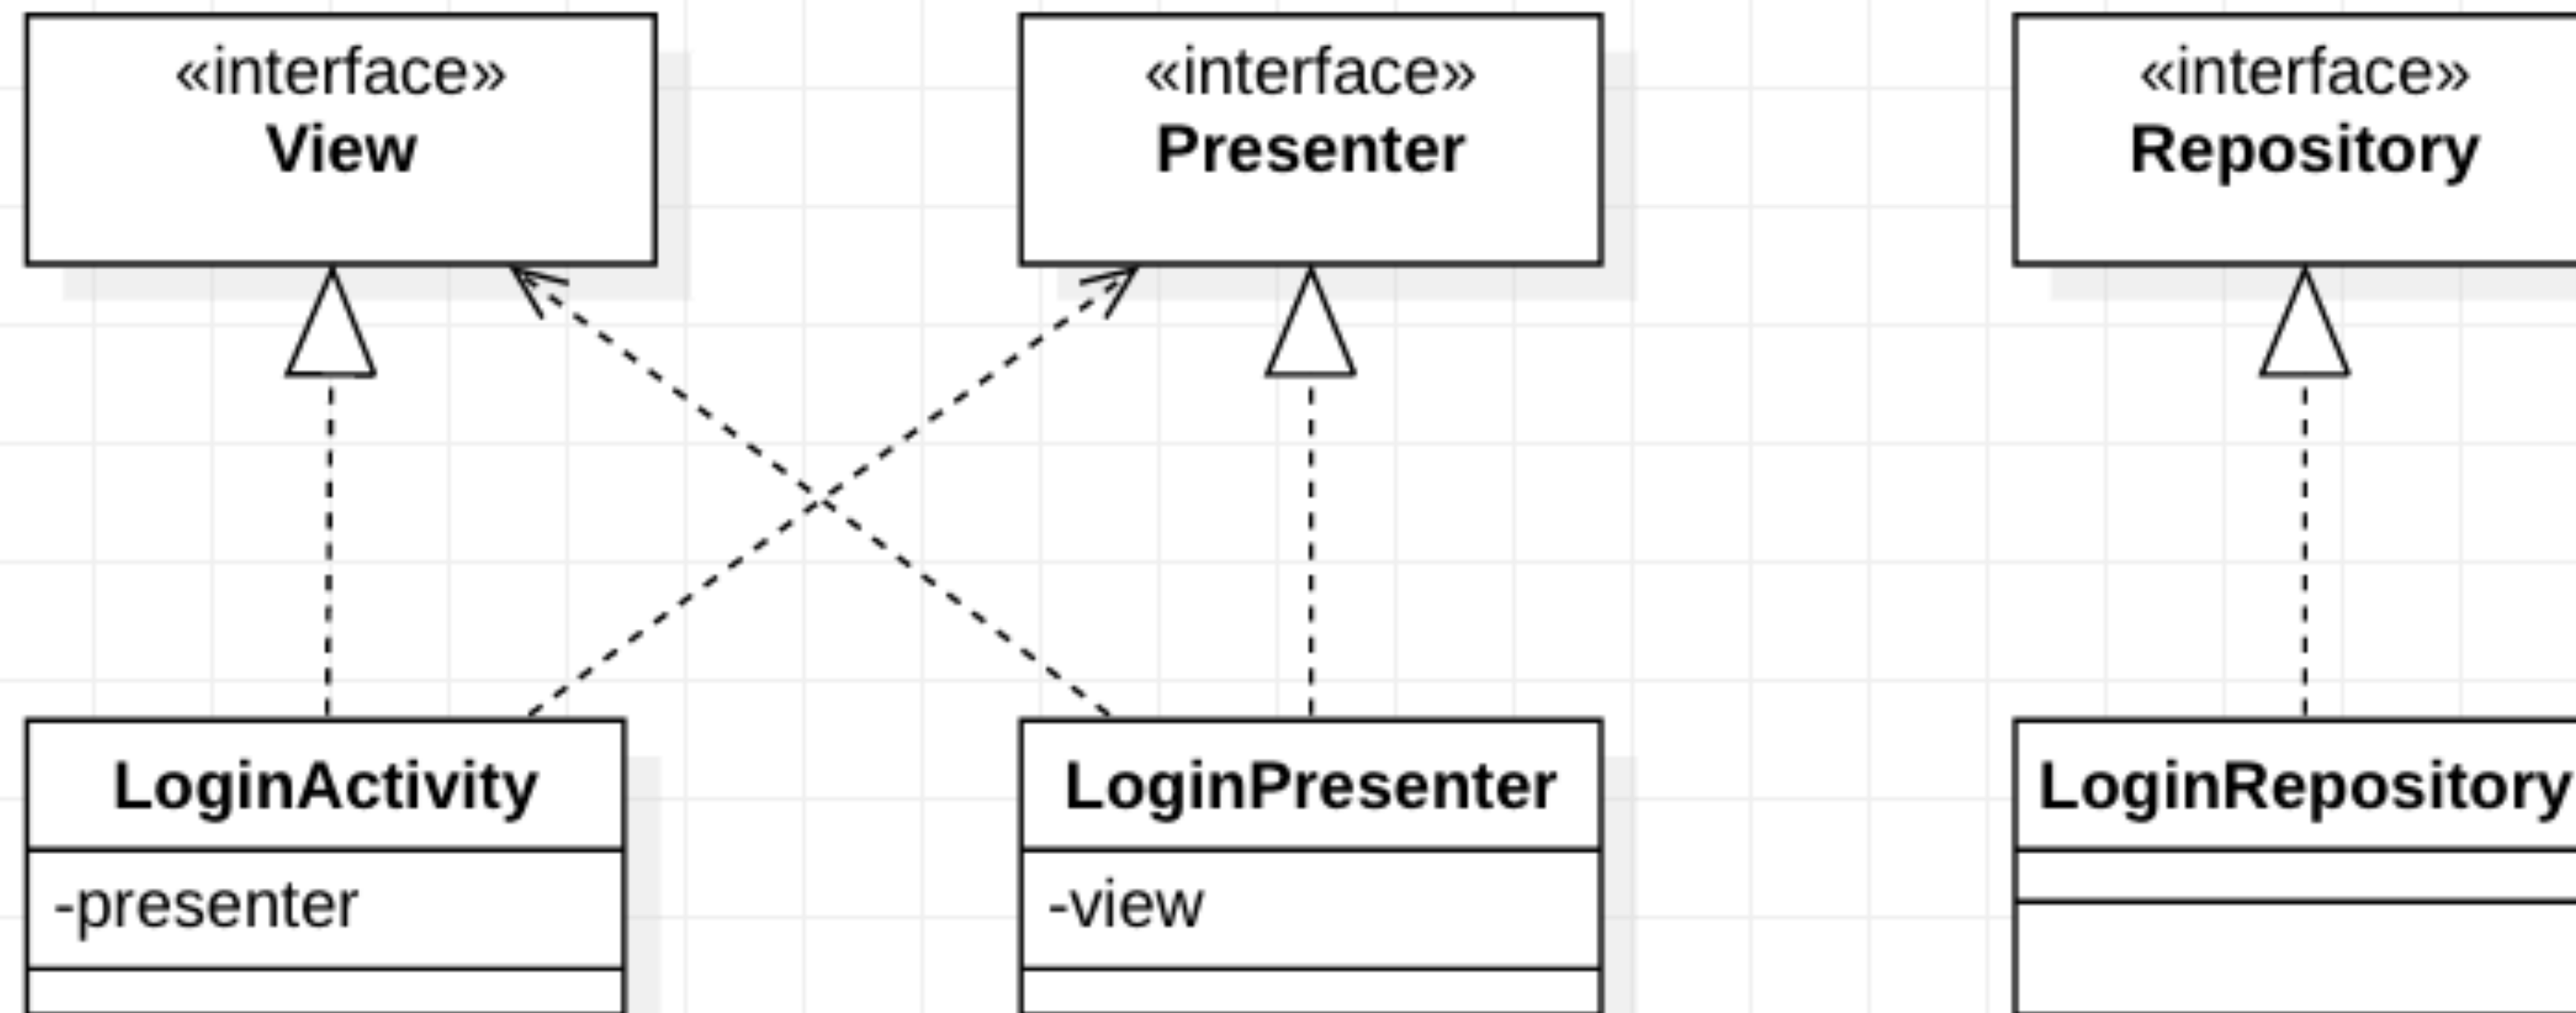 «interface»
View
«interface»
Presenter
«interface»
Repository
LoginActivity
-presenter
LoginPresenter
-view
LoginRepository